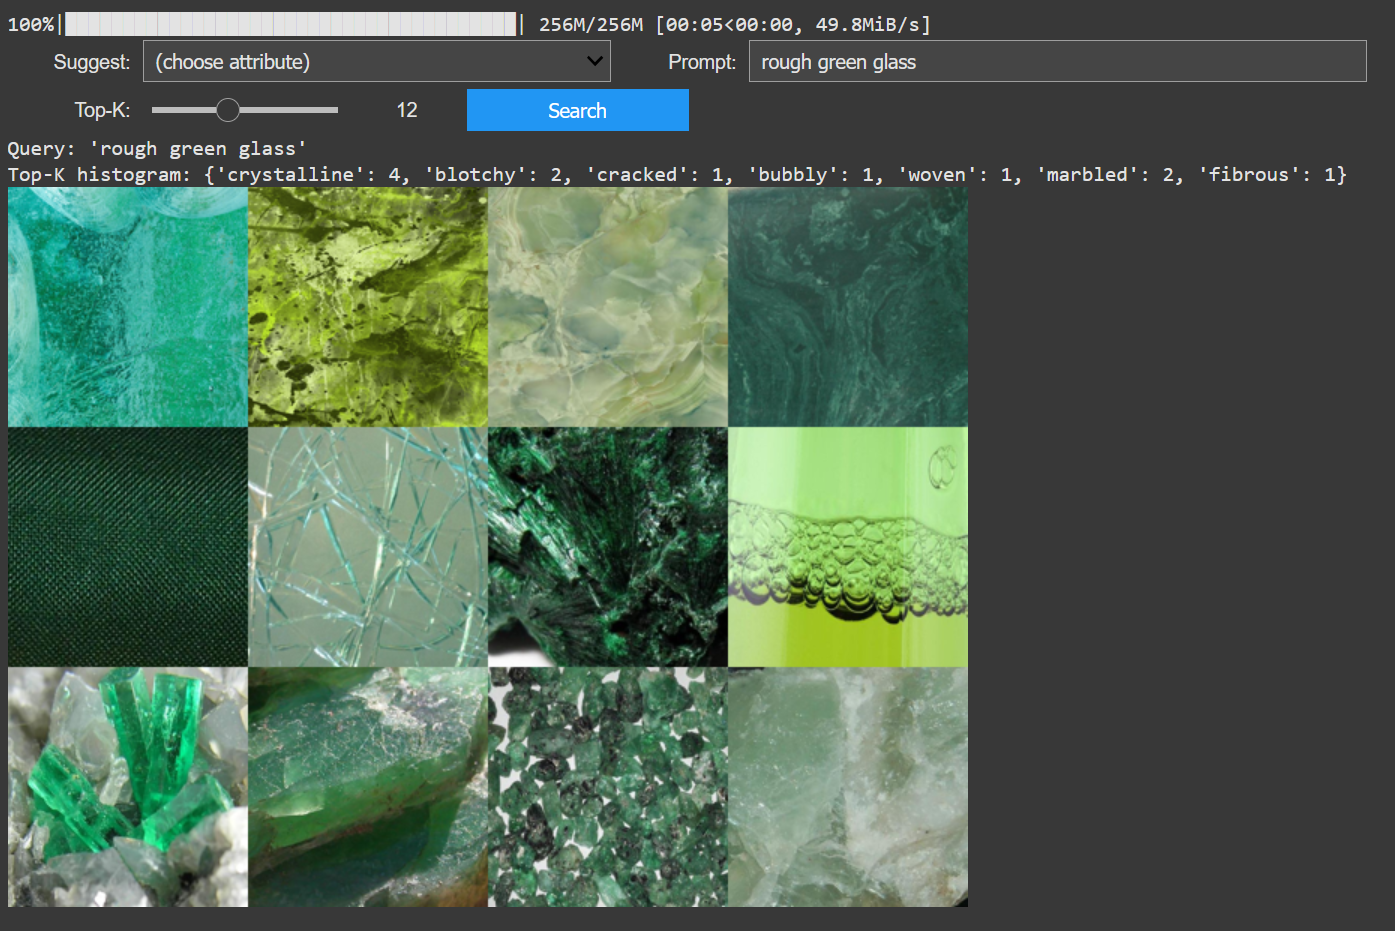 100%| | 256M/256M [00:05<00:00, 49.8MiB/s]
Suggest: (choose attribute) Prompt: rough green glass
Top-K: 12 Search
Query: 'rough green glass'
Top-K histogram: {'crystalline': 4, 'blotchy': 2, 'cracked': 1, 'bubbly': 1, 'woven': 1, 'marbled': 2, 'fibrous': 1}